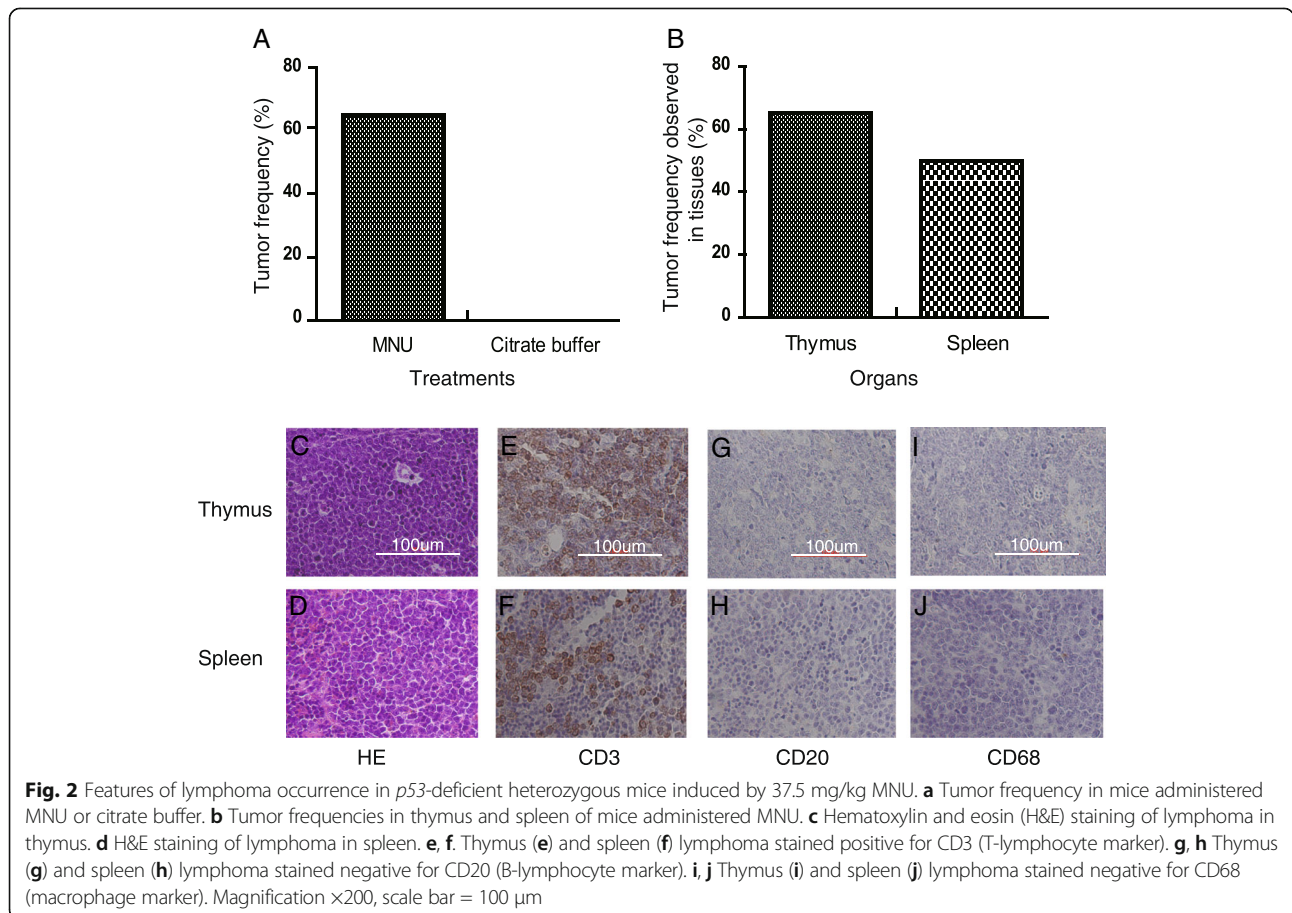 A
80
60
40
20
0
Tumor frequency (%)
MNU
Citrate buffer
Treatments
B
80
60
40
20
0
Tumor frequency observed
in tissues (%)
Thymus
Spleen
Organs
Thymus
C
100um
E
100um
G
100um
I
100um
Spleen
D
F
H
J
HE
CD3
CD20
CD68
Fig. 2 Features of lymphoma occurrence in p53-deficient heterozygous mice induced by 37.5 mg/kg MNU. a Tumor frequency in mice administered
MNU or citrate buffer. b Tumor frequencies in thymus and spleen of mice administered MNU. c Hematoxylin and eosin (H&E) staining of lymphoma in
thymus. d H&E staining of lymphoma in spleen. e, f. Thymus (e) and spleen (f) lymphoma stained positive for CD3 (T-lymphocyte marker). g, h Thymus
(g) and spleen (h) lymphoma stained negative for CD20 (B-lymphocyte marker). i, j Thymus (i) and spleen (j) lymphoma stained negative for CD68
(macrophage marker). Magnification ×200, scale bar = 100 μm